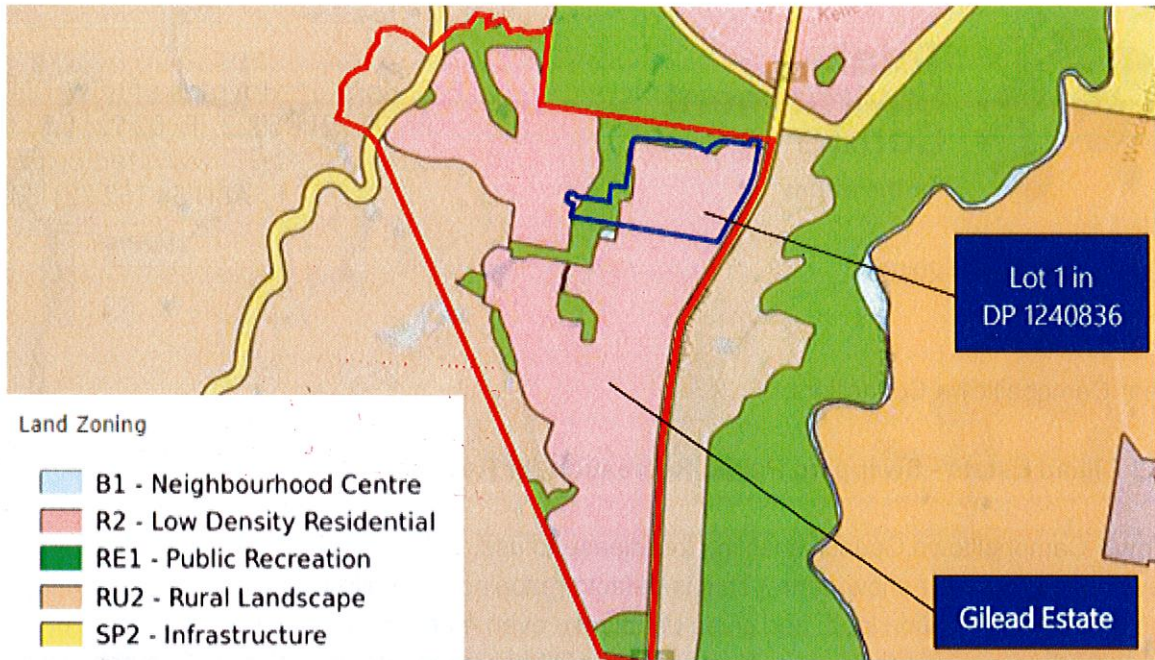 Lot 1 in
DP 1240836
Land Zoning
B1 - Neighbourhood Centre
R2 - Low Density Residential
RE1 - Public Recreation
RU2 - Rural Landscape
SP2 - Infrastructure
Gilead Estate